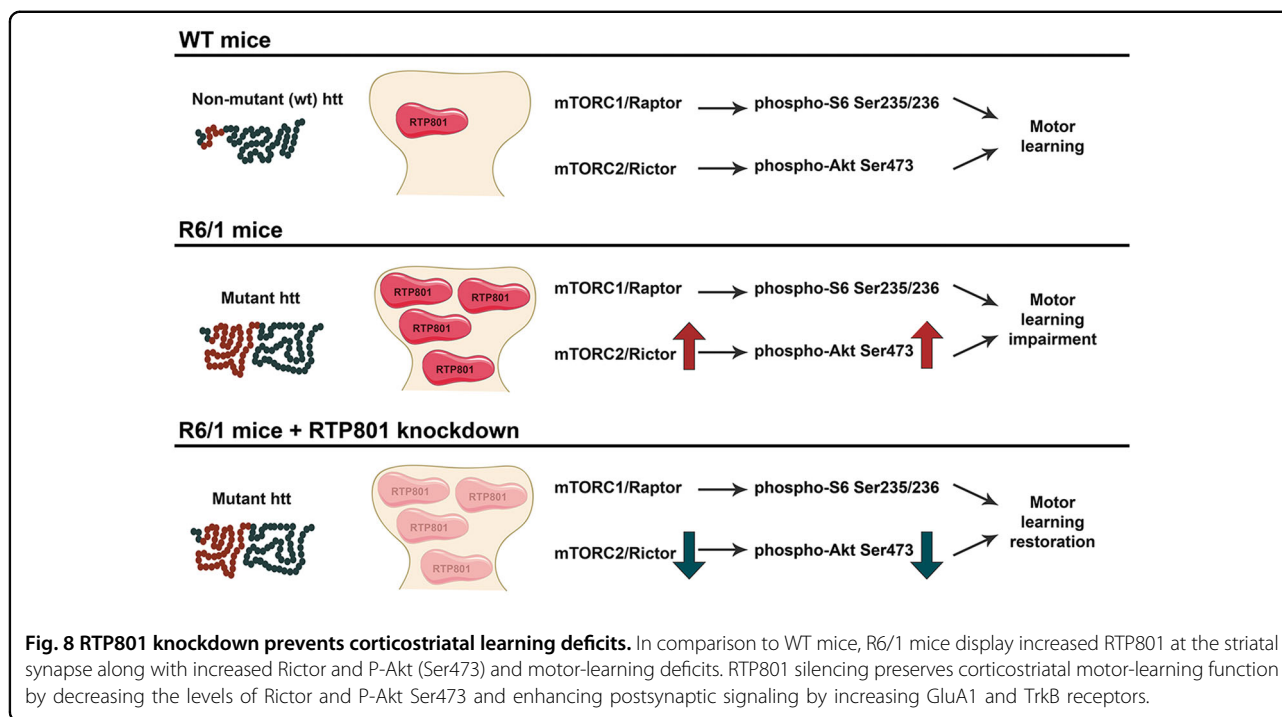 WT mice
Non-mutant (wt) htt
RTP801
mTORC1/Raptor
phospho-S6 Ser235/236
mTORC2/Rictor
phospho-Akt Ser473
Motor
learning
R6/1 mice
Mutant htt
RTP801
RTP801
RTP801
RTP801
mTORC1/Raptor
phospho-S6 Ser235/236
mTORC2/Rictor
phospho-Akt Ser473
Motor
learning
impairment
R6/1 mice + RTP801 knockdown
Mutant htt
RTP801
RTP801
RTP801
RTP801
mTORC1/Raptor
phospho-S6 Ser235/236
mTORC2/Rictor
phospho-Akt Ser473
Motor
learning
restoration
Fig. 8 RTP801 knockdown prevents corticostriatal learning deficits. In comparison to WT mice, R6/1 mice display increased RTP801 at the striatal
synapse along with increased Rictor and P-Akt (Ser473) and motor-learning deficits. RTP801 silencing preserves corticostriatal motor-learning function
by decreasing the levels of Rictor and P-Akt Ser473 and enhancing postsynaptic signaling by increasing GluA1 and TrkB receptors.